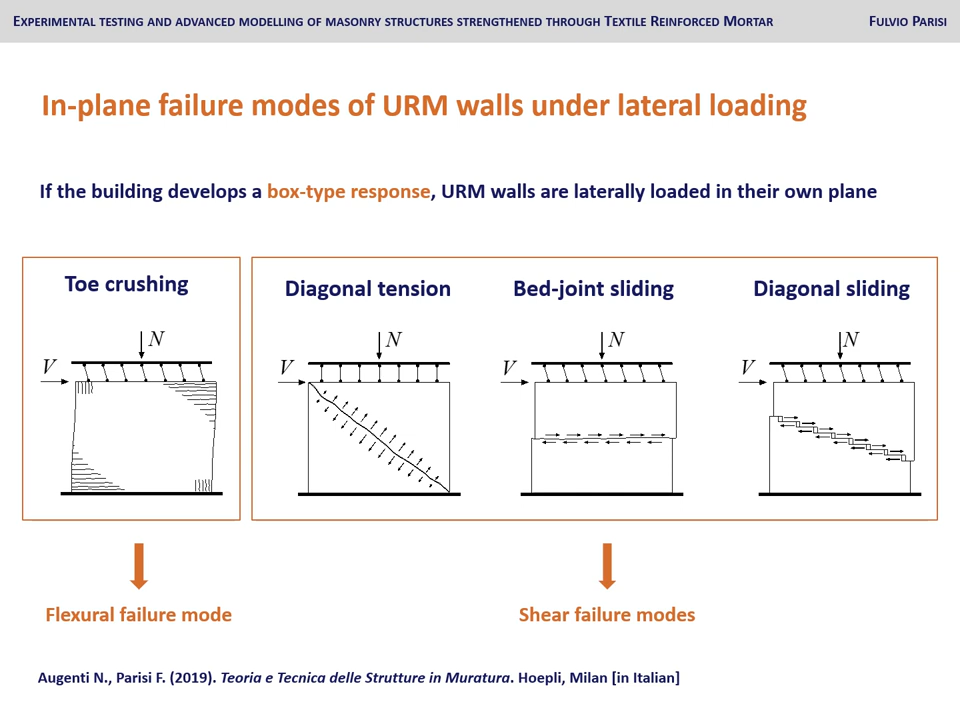 EXPERIMENTAL TESTING AND ADVANCED MODELLING OF MASONRY STRUCTURES STRENGTHENED THROUGH TEXTILE REINFORCED MORTAR FULVIO PARISI
In-plane failure modes of URM walls under lateral loading
If the building develops a box-type response, URM walls are laterally loaded in their own plane
Toe crushing
N
V
Diagonal tension
N
V
Bed-joint sliding
N
V
Diagonal sliding
N
V
Flexural failure mode
Shear failure modes
Augenti N., Parisi F. (2019). Teoria e Tecnica delle Strutture in Muratura. Hoepli, Milan [in Italian]